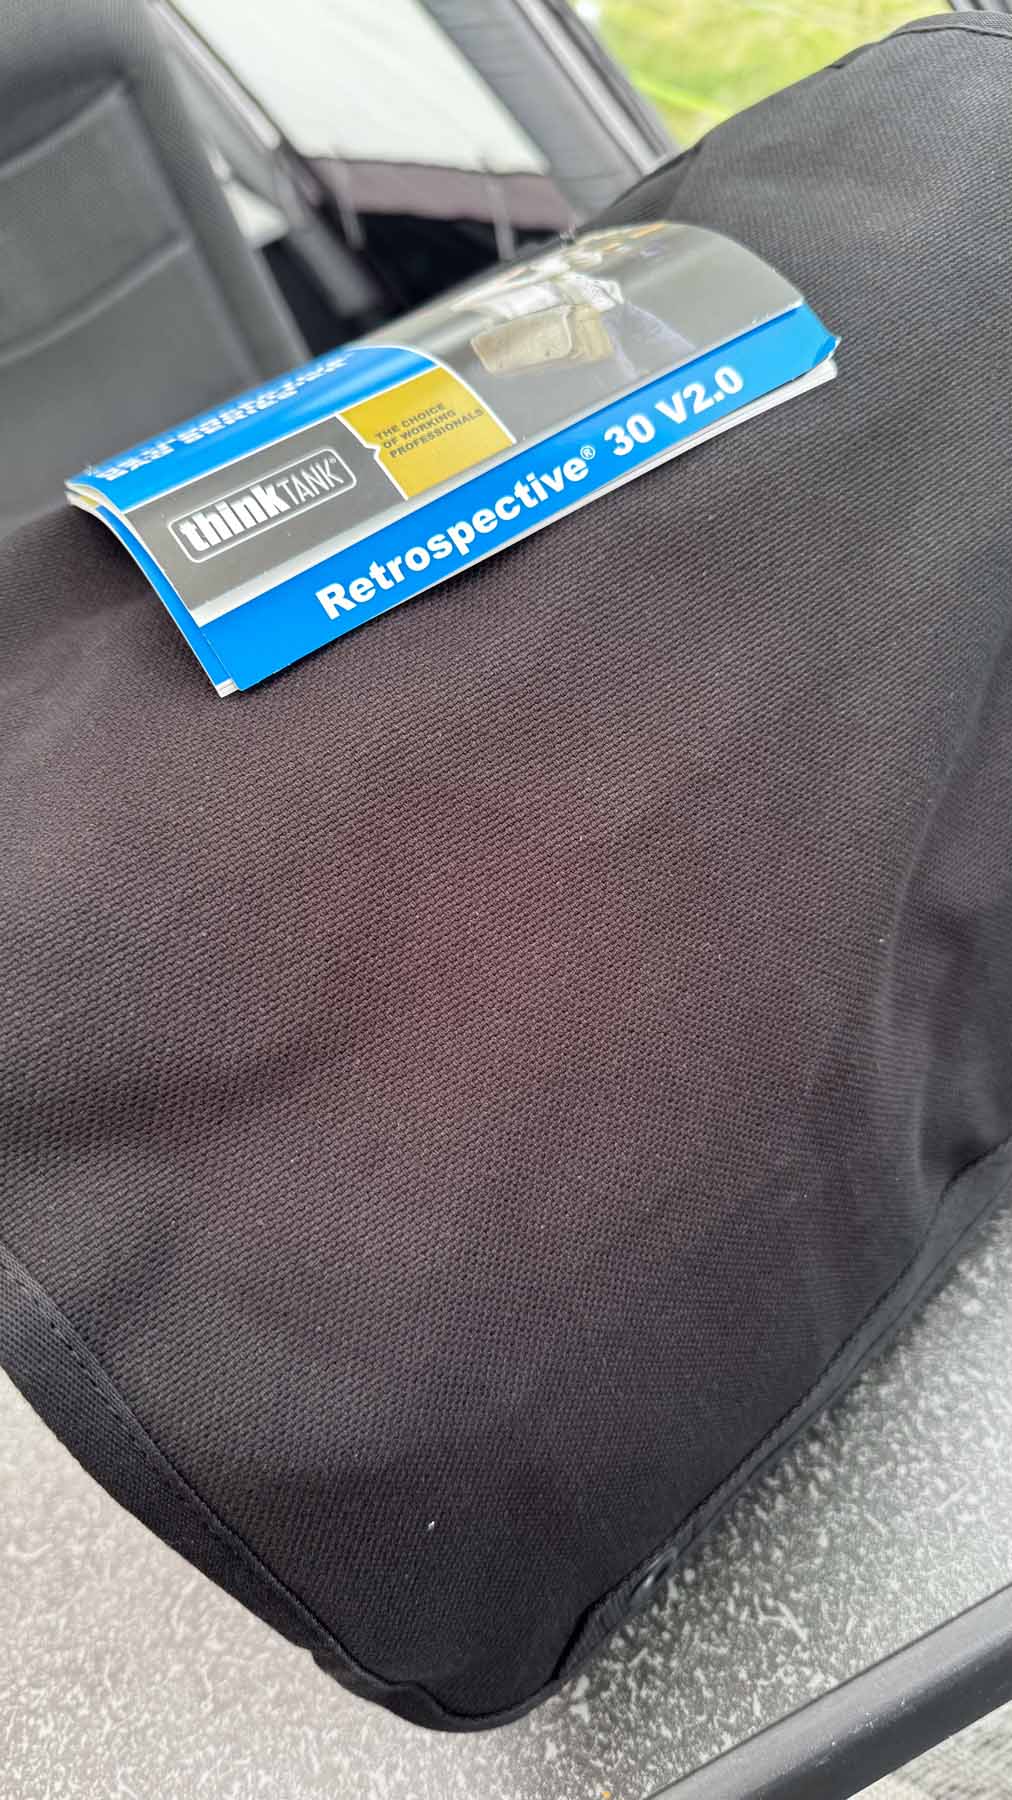 thinkTANK®
THE CHOICE
OF WORKING
PROFESSIONALS
Retrospective® 30 V2.0